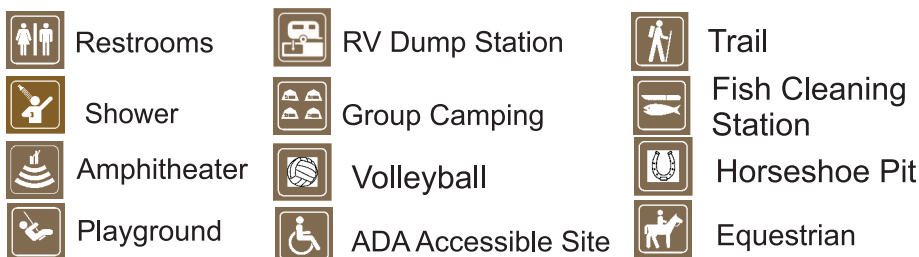 Restrooms
Shower
Amphitheater
Playground
RV Dump Station
Group Camping
Volleyball
ADA Accessible Site
Trail
Fish Cleaning
Station
Horseshoe Pit
Equestrian